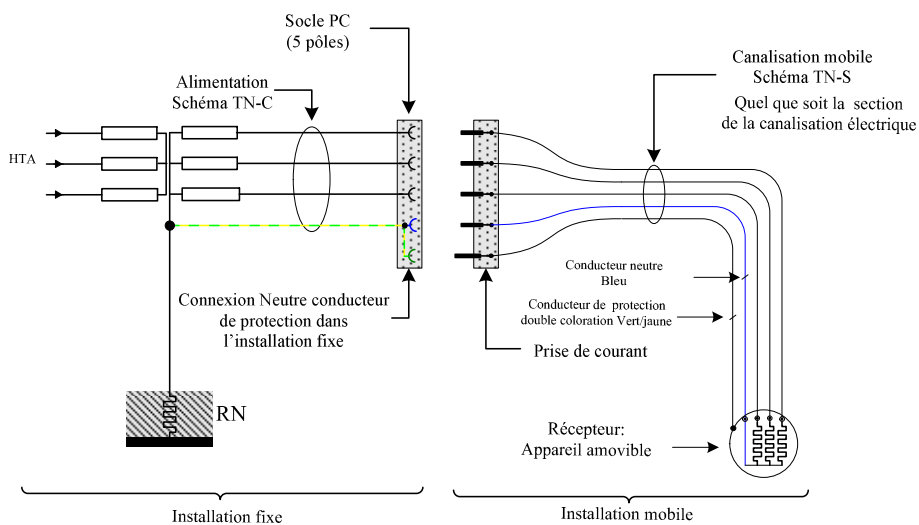 Socle PC
(5 pôles)
Alimentation
Schéma TN-C
HTA
Canalisation mobile
Schéma TN-S
Quel que soit la section
de la canalisation électrique
Connexion Neutre conducteur
de protection dans
l’installation fixe
Conducteur neutre
Bleu
Conducteur de protection
double coloration Vert/jaune
Prise de courant
RN
Récepteur:
Appareil amovible
Installation fixe
Installation mobile